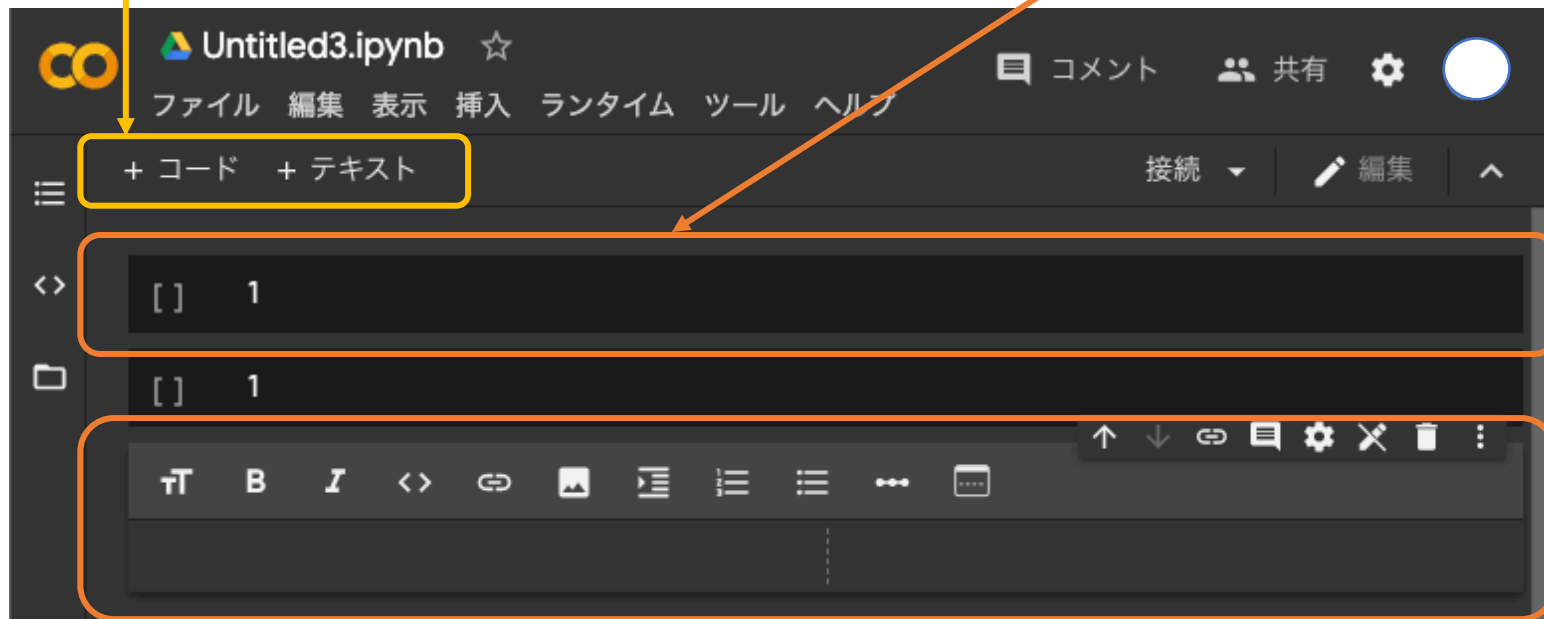 CO Untitled3.ipynb
コメント 共有
ファイル 編集 表示 挿入 ランタイム ツール ヘルプ
+ コード + テキスト 接続 編集
[ ] 1
[ ] 1
TT B I <>